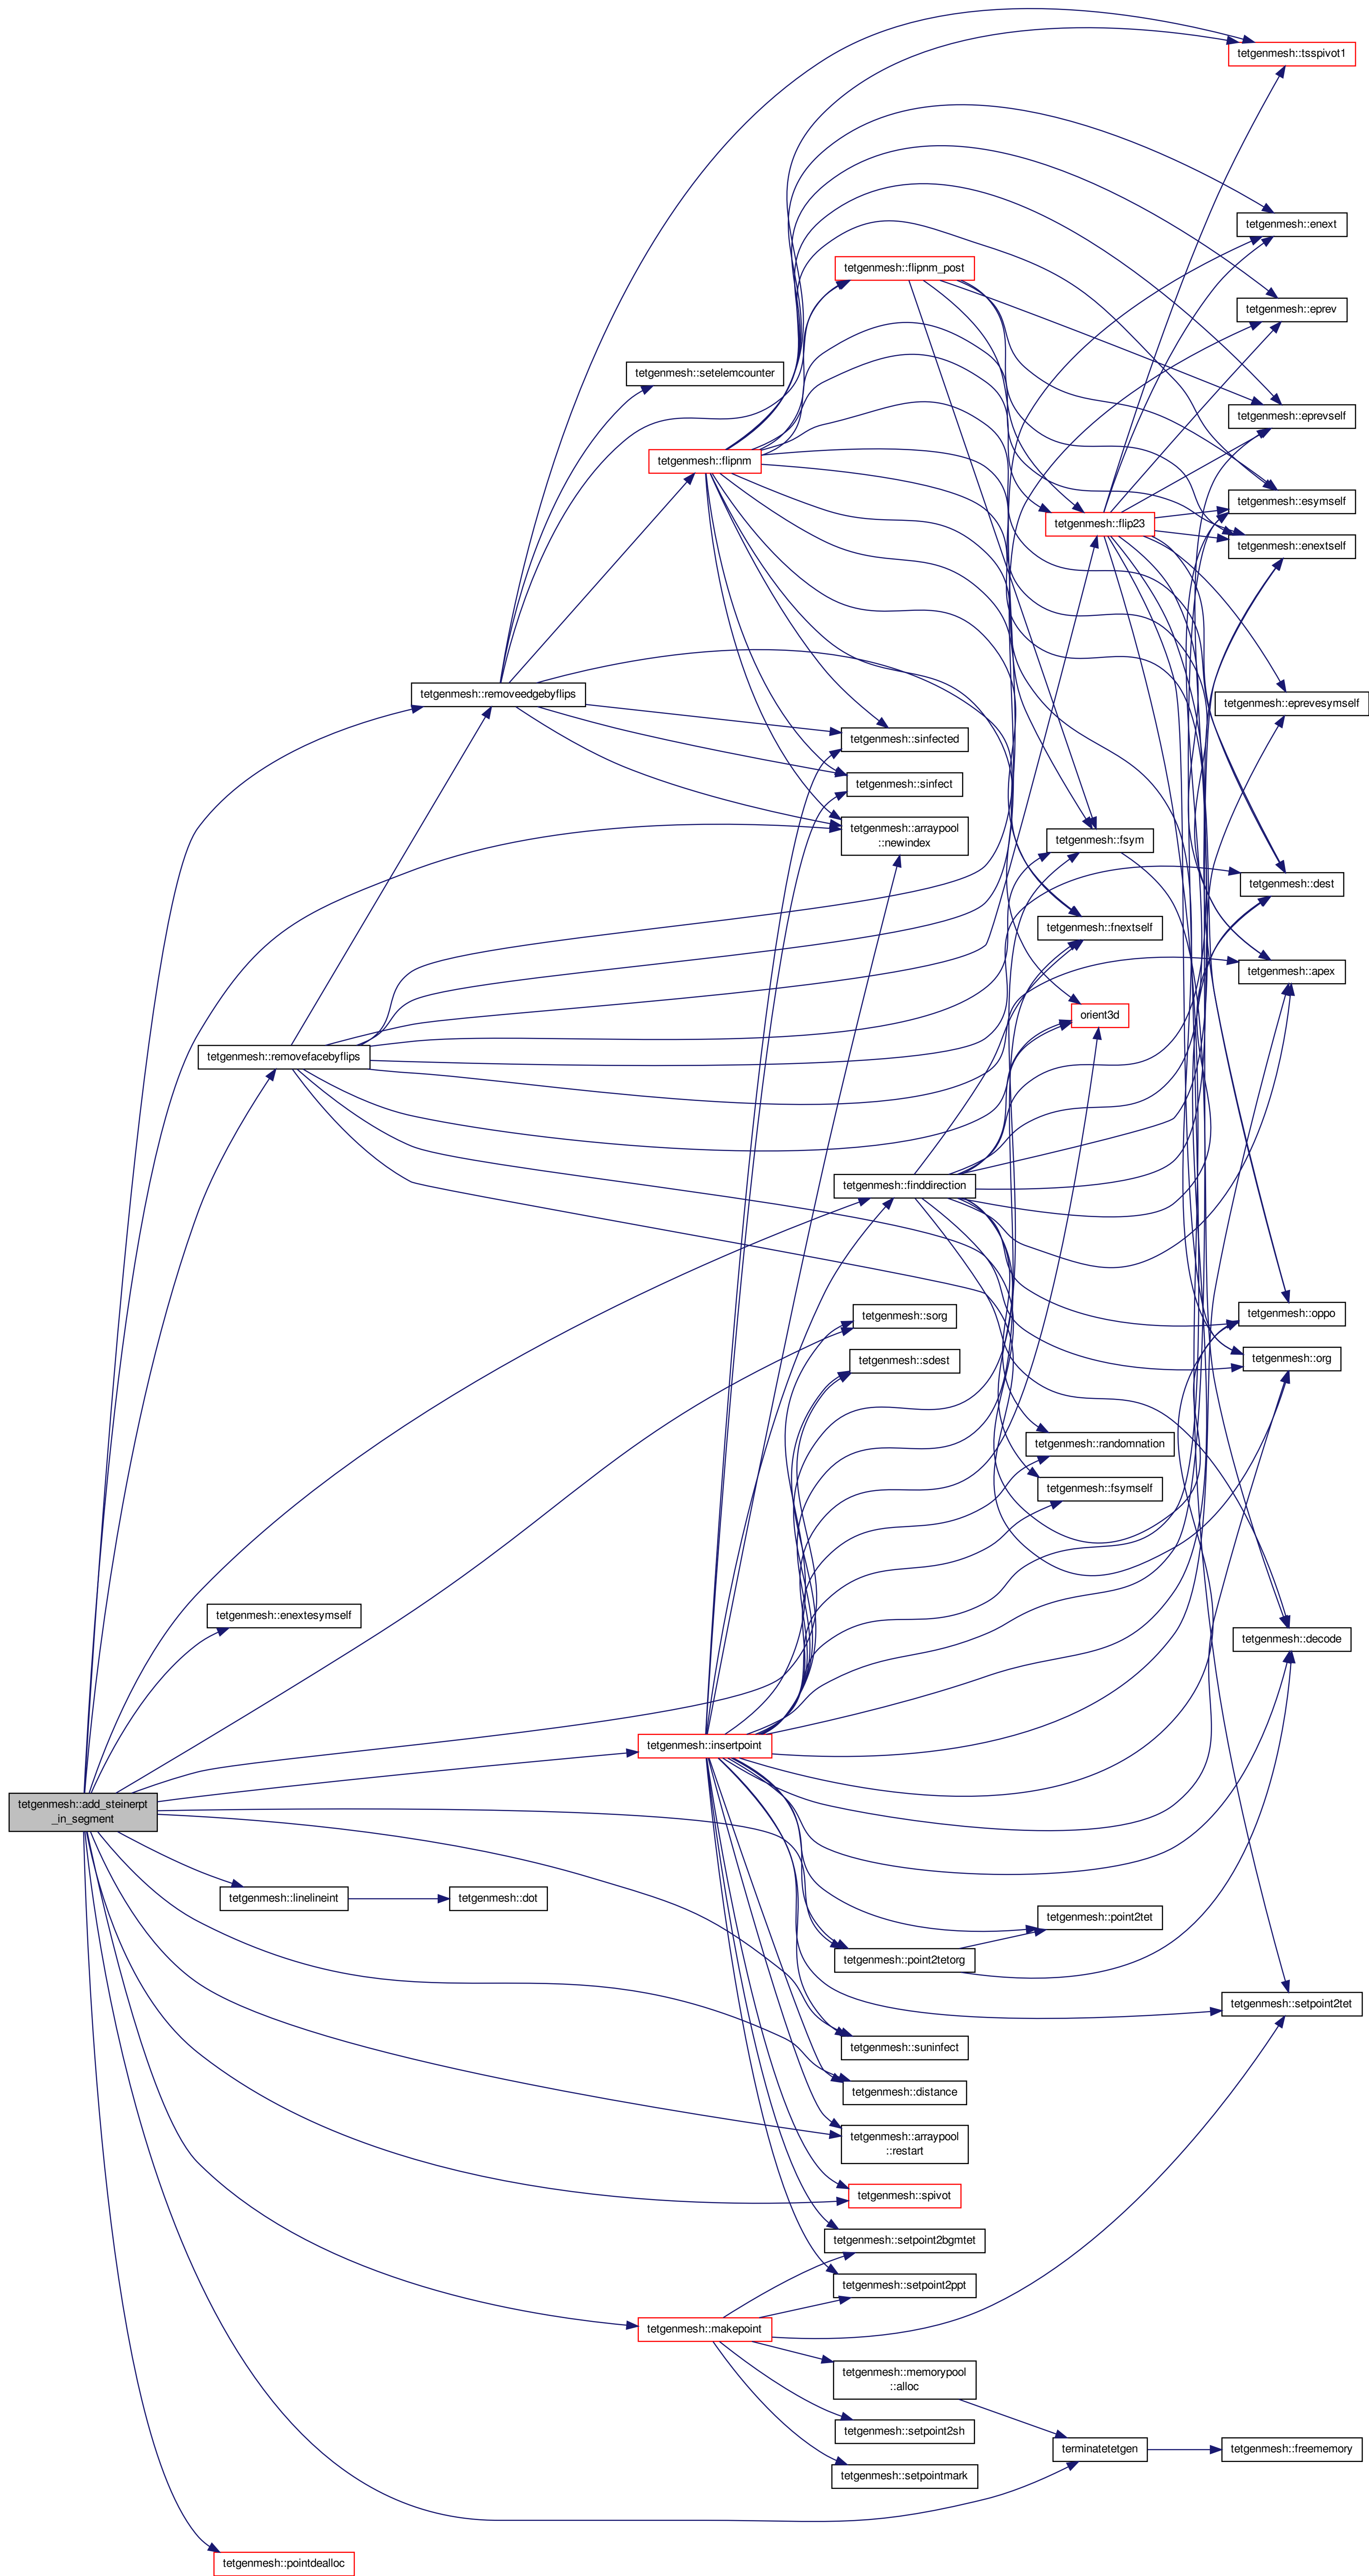 tetgenmesh::tsspivot1
tetgenmesh::enext
tetgenmesh::flipnm_post
tetgenmesh::eprev
tetgenmesh::setelemcounter
tetgenmesh::eprevself
tetgenmesh::flipnm
tetgenmesh::esymself
tetgenmesh::flip23
tetgenmesh::enextself
tetgenmesh::removeedgebyflips
tetgenmesh::eprevesymself
tetgenmesh::sinfected
tetgenmesh::sinfect
tetgenmesh::arraypool
::newindex
tetgenmesh::fsym
tetgenmesh::dest
tetgenmesh::fnextself
tetgenmesh::apex
orient3d
tetgenmesh::removefacebyflips
tetgenmesh::finddirection
tetgenmesh::sorg
tetgenmesh::oppo
tetgenmesh::sdest
tetgenmesh::org
tetgenmesh::randomnation
tetgenmesh::fsymself
tetgenmesh::enextesymself
tetgenmesh::decode
tetgenmesh::insertpoint
tetgenmesh::add_steinerpt
_in_segment
tetgenmesh::linelineint
tetgenmesh::dot
tetgenmesh::point2tet
tetgenmesh::point2tetorg
tetgenmesh::setpoint2tet
tetgenmesh::suninfect
tetgenmesh::distance
tetgenmesh::arraypool
::restart
tetgenmesh::spivot
tetgenmesh::setpoint2bgmtet
tetgenmesh::setpoint2ppt
tetgenmesh::makepoint
tetgenmesh::memorypool
::alloc
tetgenmesh::setpoint2sh
terminatetetgen
tetgenmesh::freememory
tetgenmesh::setpointmark
tetgenmesh::pointdealloc